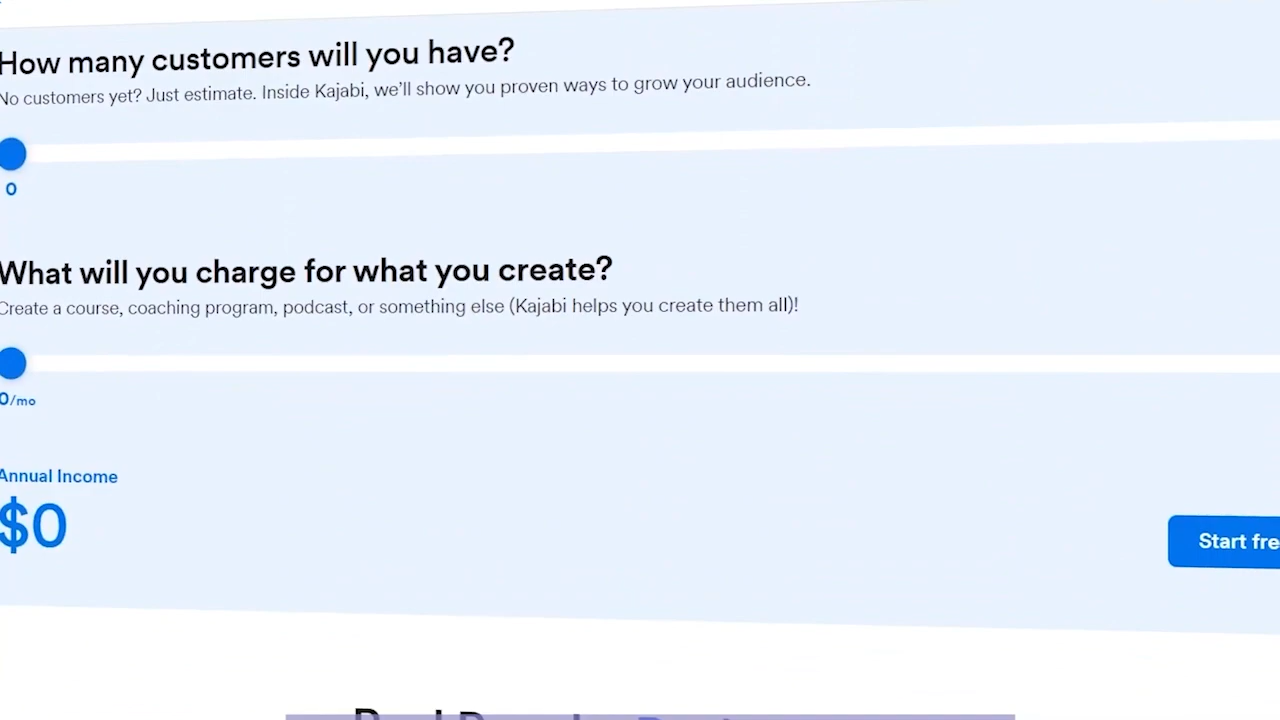 How many customers will you have?
No customers yet? Just estimate. Inside Kajabi, we'll show you proven ways to grow your audience.
0
What will you charge for what you create?
Create a course, coaching program, podcast, or something else (Kajabi helps you create them all)!
0/mo
Annual Income
$0
Start fre